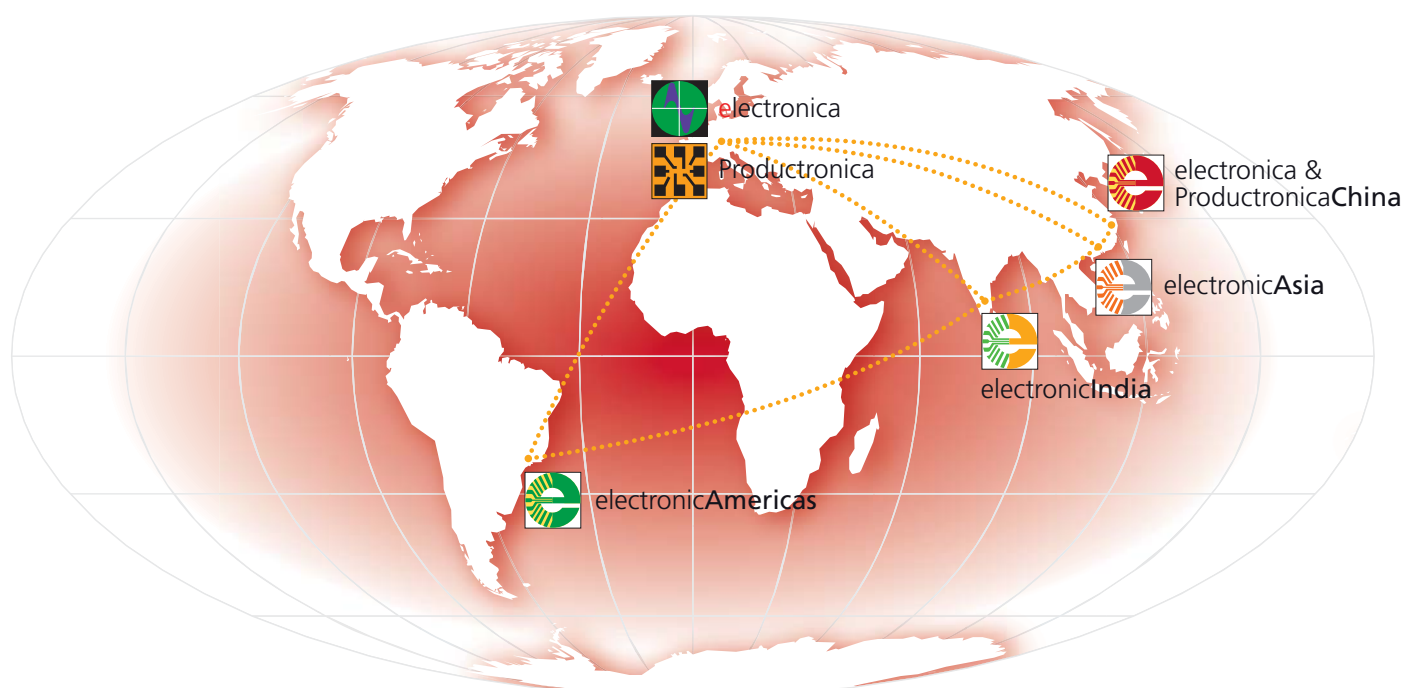 electronica
Productronica
electronica &
ProductronicaChina
electronicAsia
electronicIndia
electronicAmericas